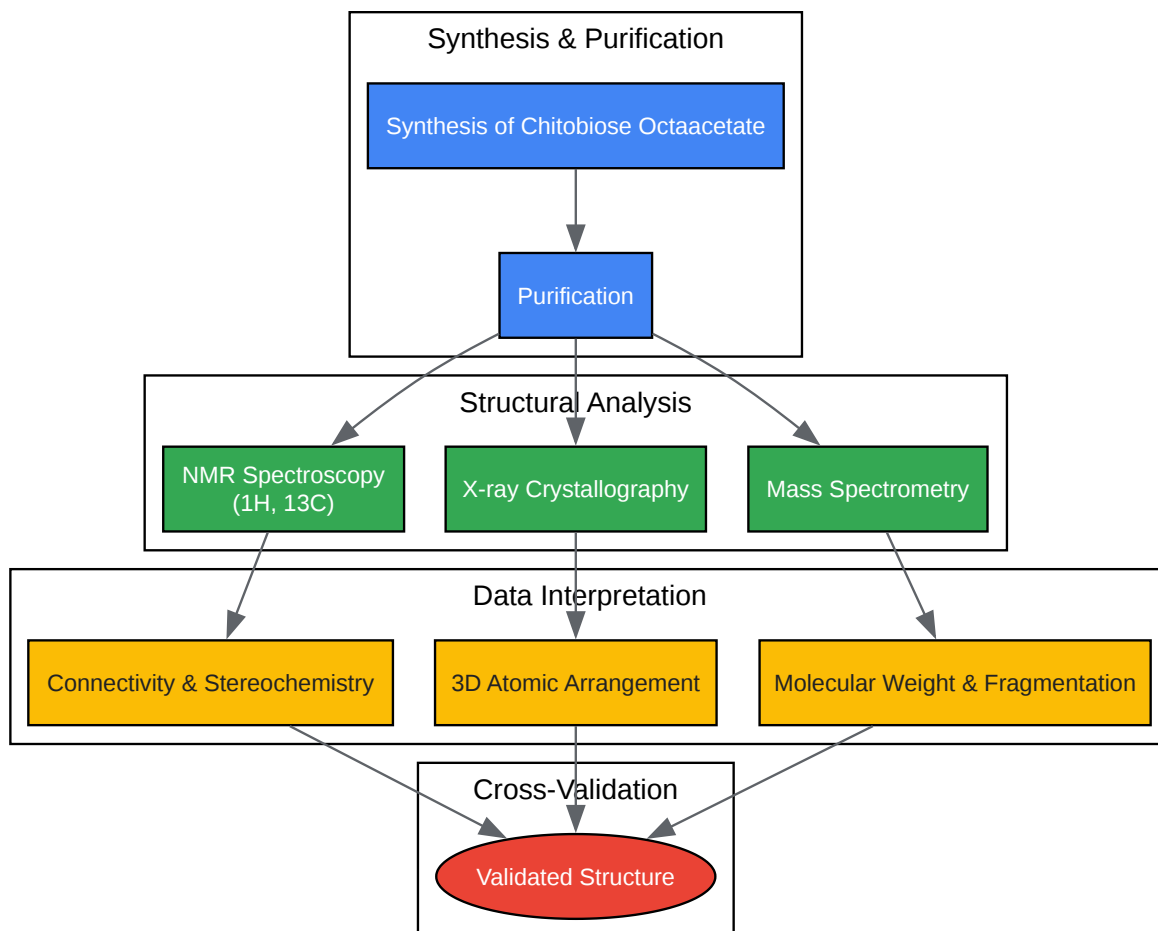 Synthesis & Purification
Synthesis of Chitobiose Octaacetate
Purification
Structural Analysis
NMR Spectroscopy
(1H, 13C)
X-ray Crystallography
Mass Spectrometry
Data Interpretation
Connectivity & Stereochemistry
3D Atomic Arrangement
Molecular Weight & Fragmentation
Cross-Validation
Validated Structure